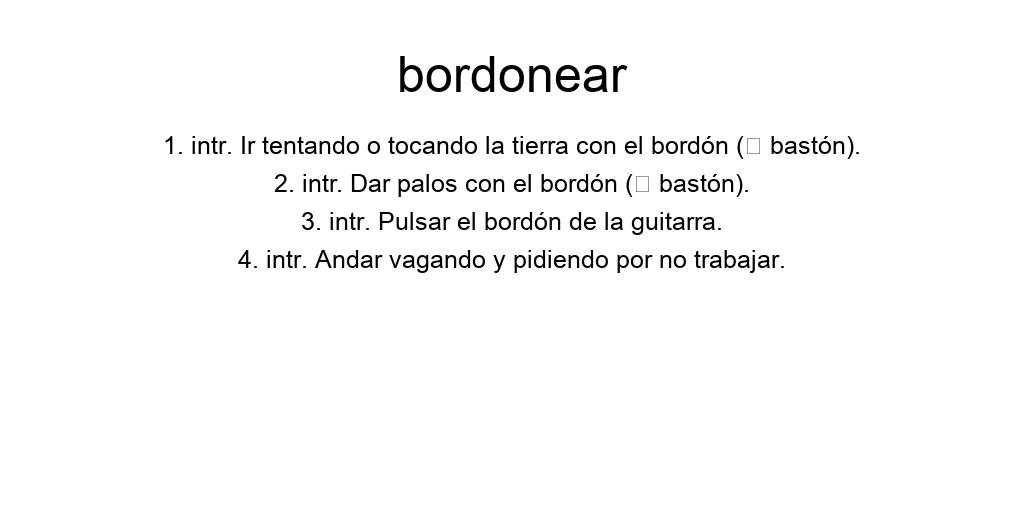 bordonear
1. intr. Ir tentando o tocando la tierra con el bordón (□ bastón).
2. intr. Dar palos con el bordón (□ bastón).
3. intr. Pulsar el bordón de la guitarra.
4. intr. Andar vagando y pidiendo por no trabajar.